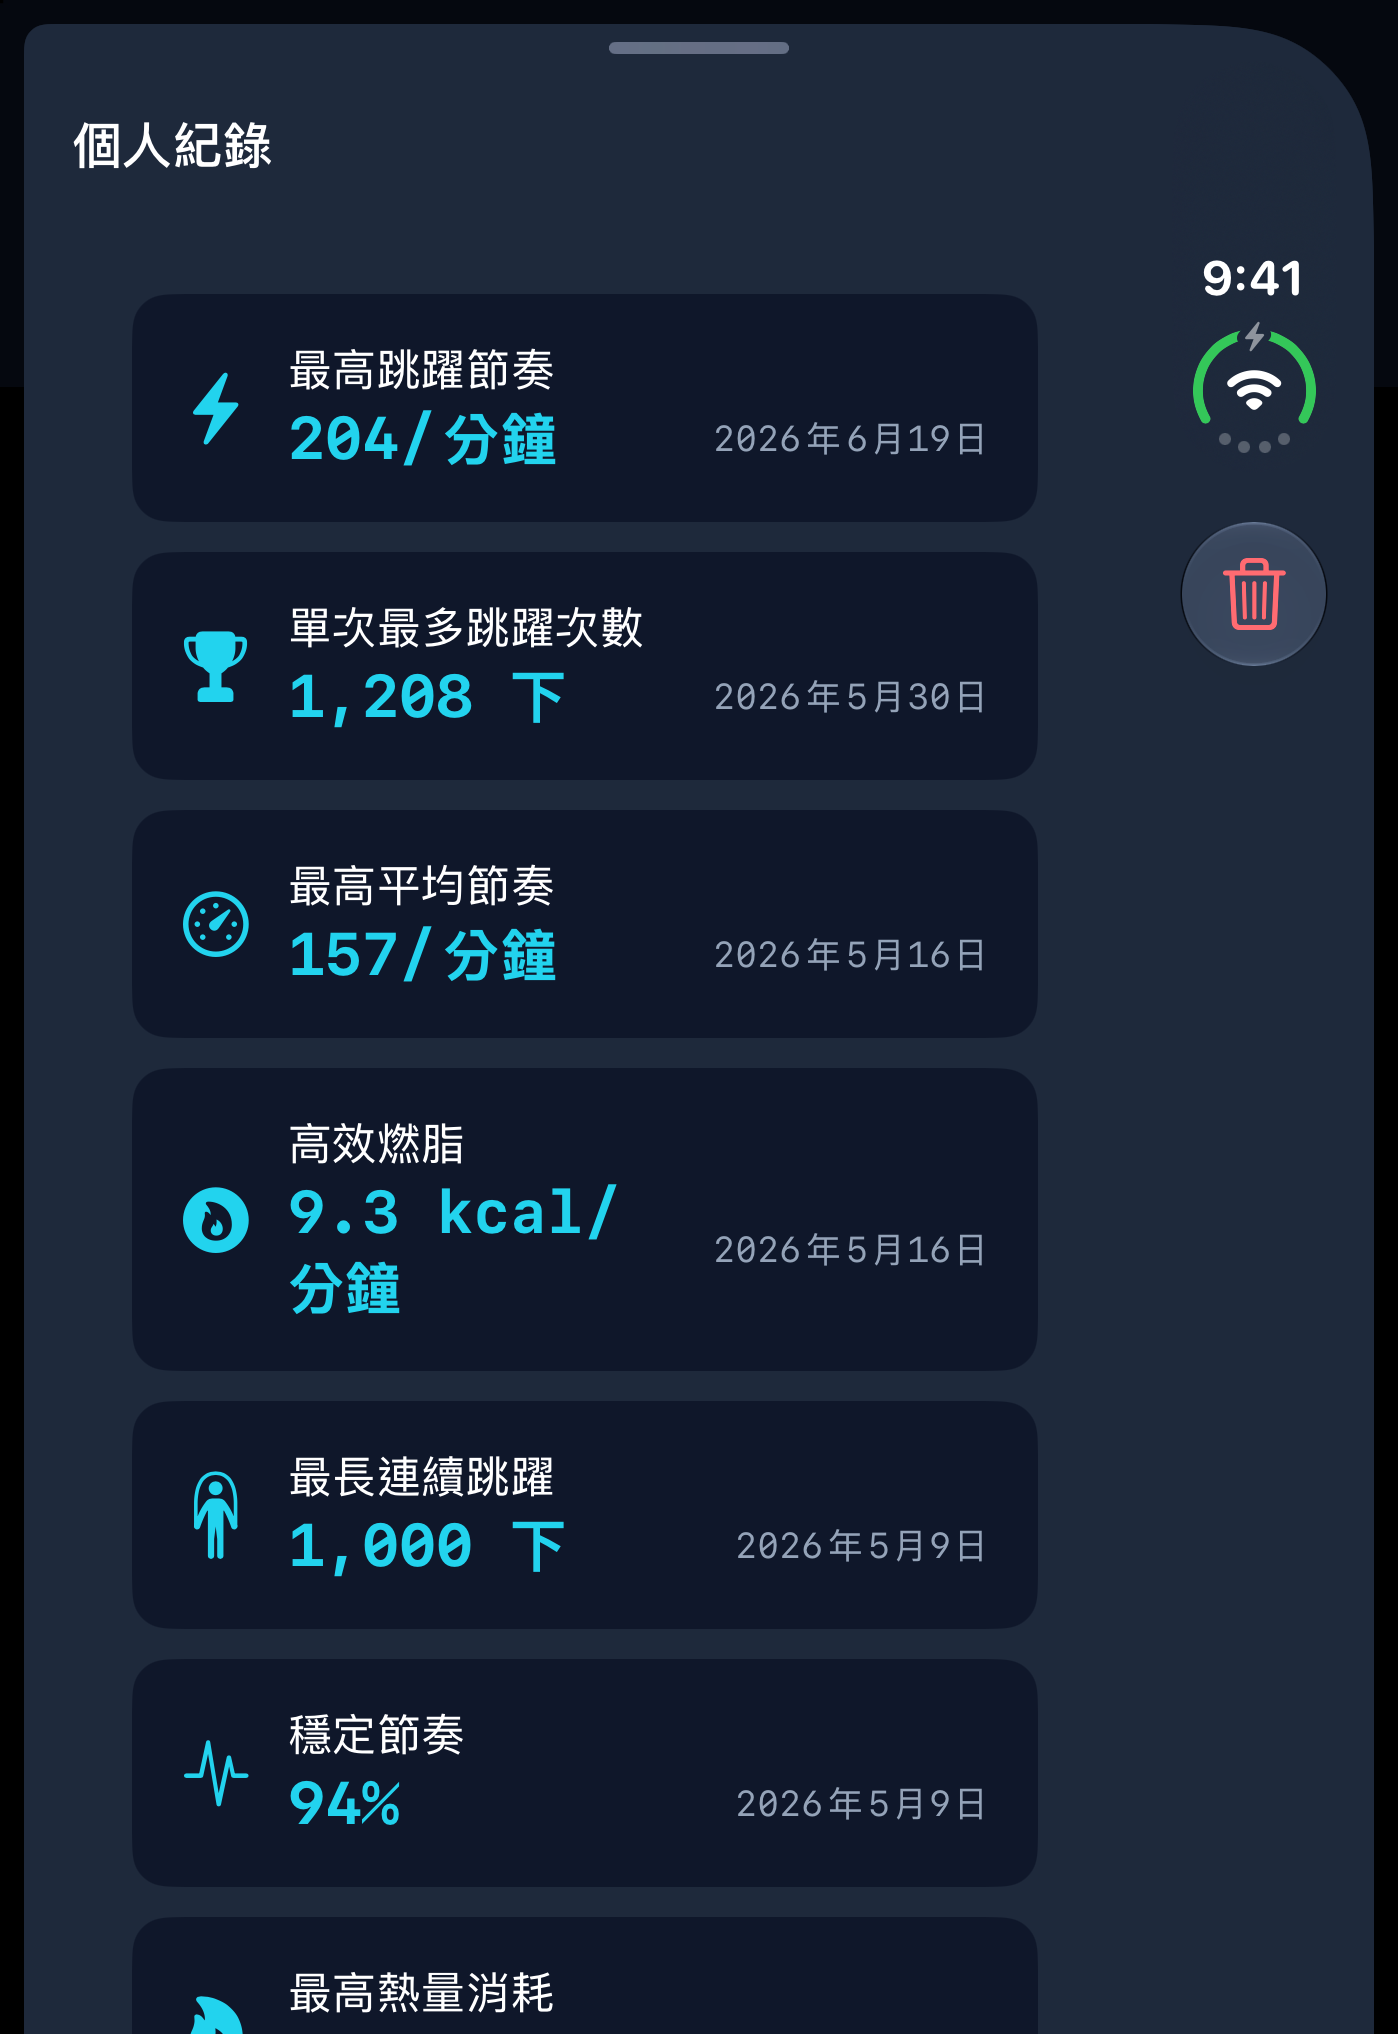 個人紀錄
9:41
最高跳躍節奏
204/分鐘
2026年6月19日
單次最多跳躍次數
1,208 下
2026年5月30日
最高平均節奏
157/分鐘
2026年5月16日
高效燃脂
9.3 kcal/
分鐘
2026年5月16日
最長連續跳躍
1,000 下
2026年5月9日
穩定節奏
94%
2026年5月9日
最高熱量消耗